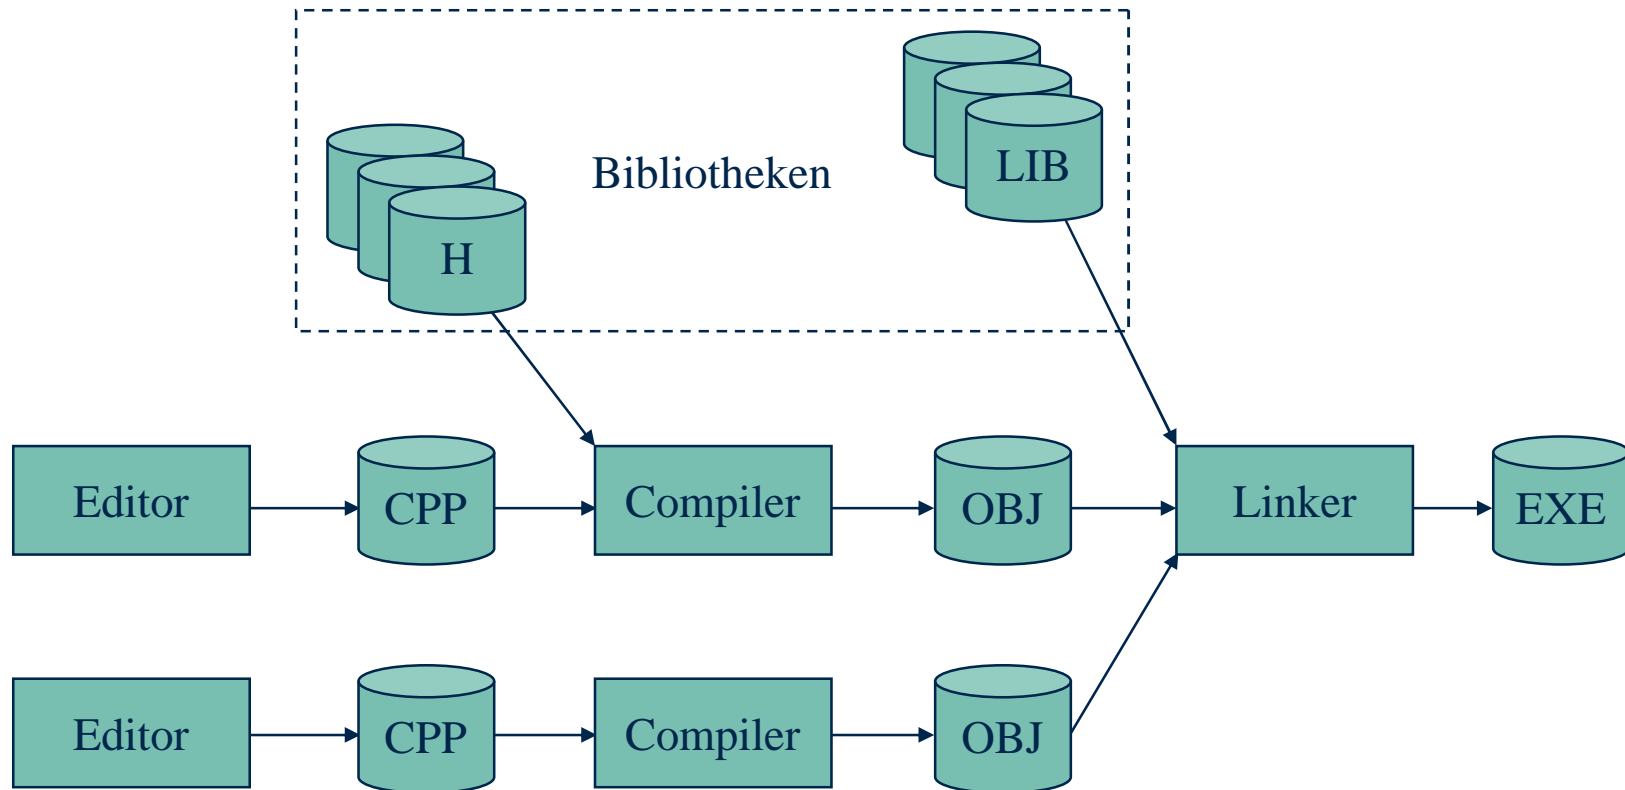 Bibliotheken
LIB
H
Editor
CPP
Compiler
OBJ
Linker
EXE
Editor
CPP
Compiler
OBJ